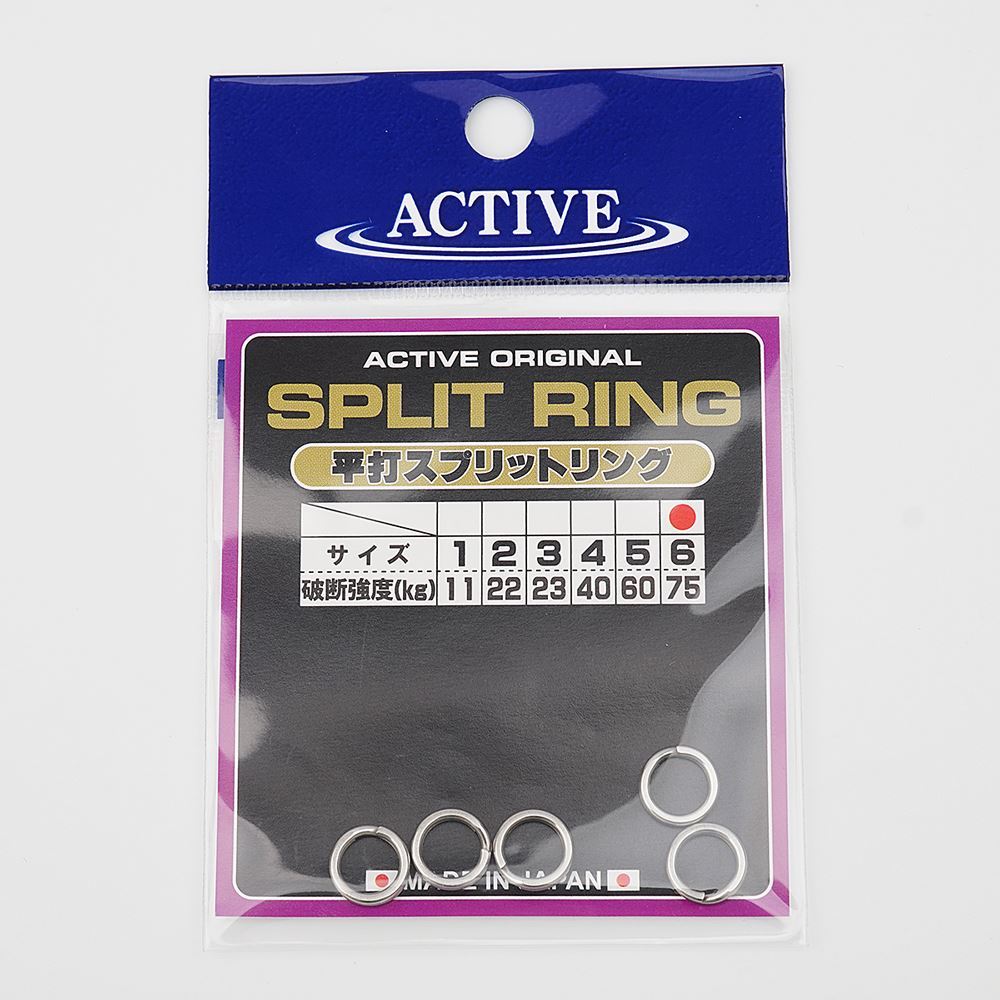 ACTIVE
ACTIVE ORIGINAL
SPLIT RING
平打スプリットリング
サイズ 1 2 3 4 5 6
破断強度(kg) 11 22 23 40 60 75
MADE IN JAPAN